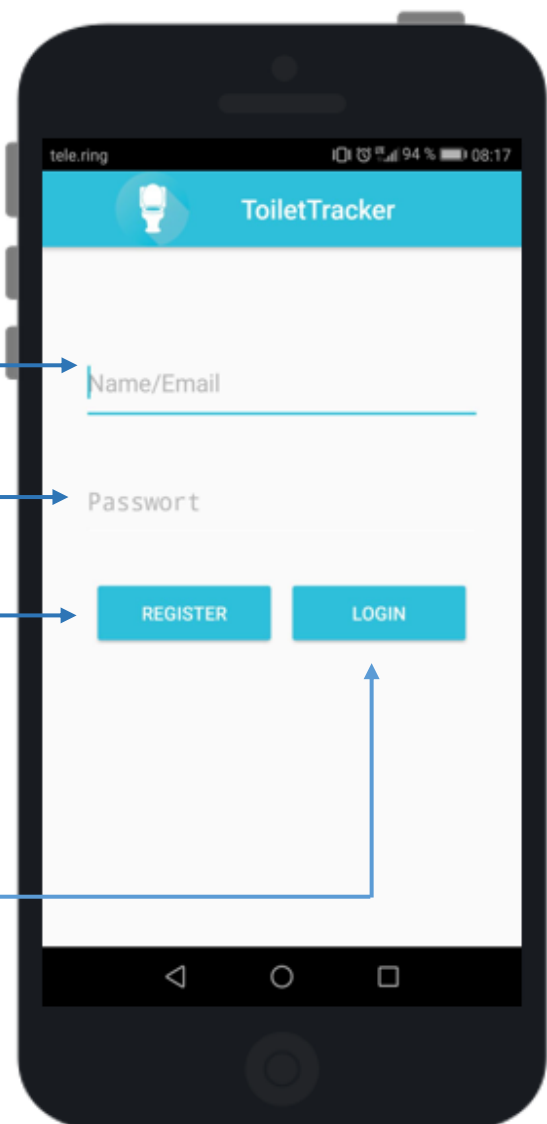 tele.ring 94 % 08:17
ToiletTracker
Name/Email
Passwort
REGISTER LOGIN